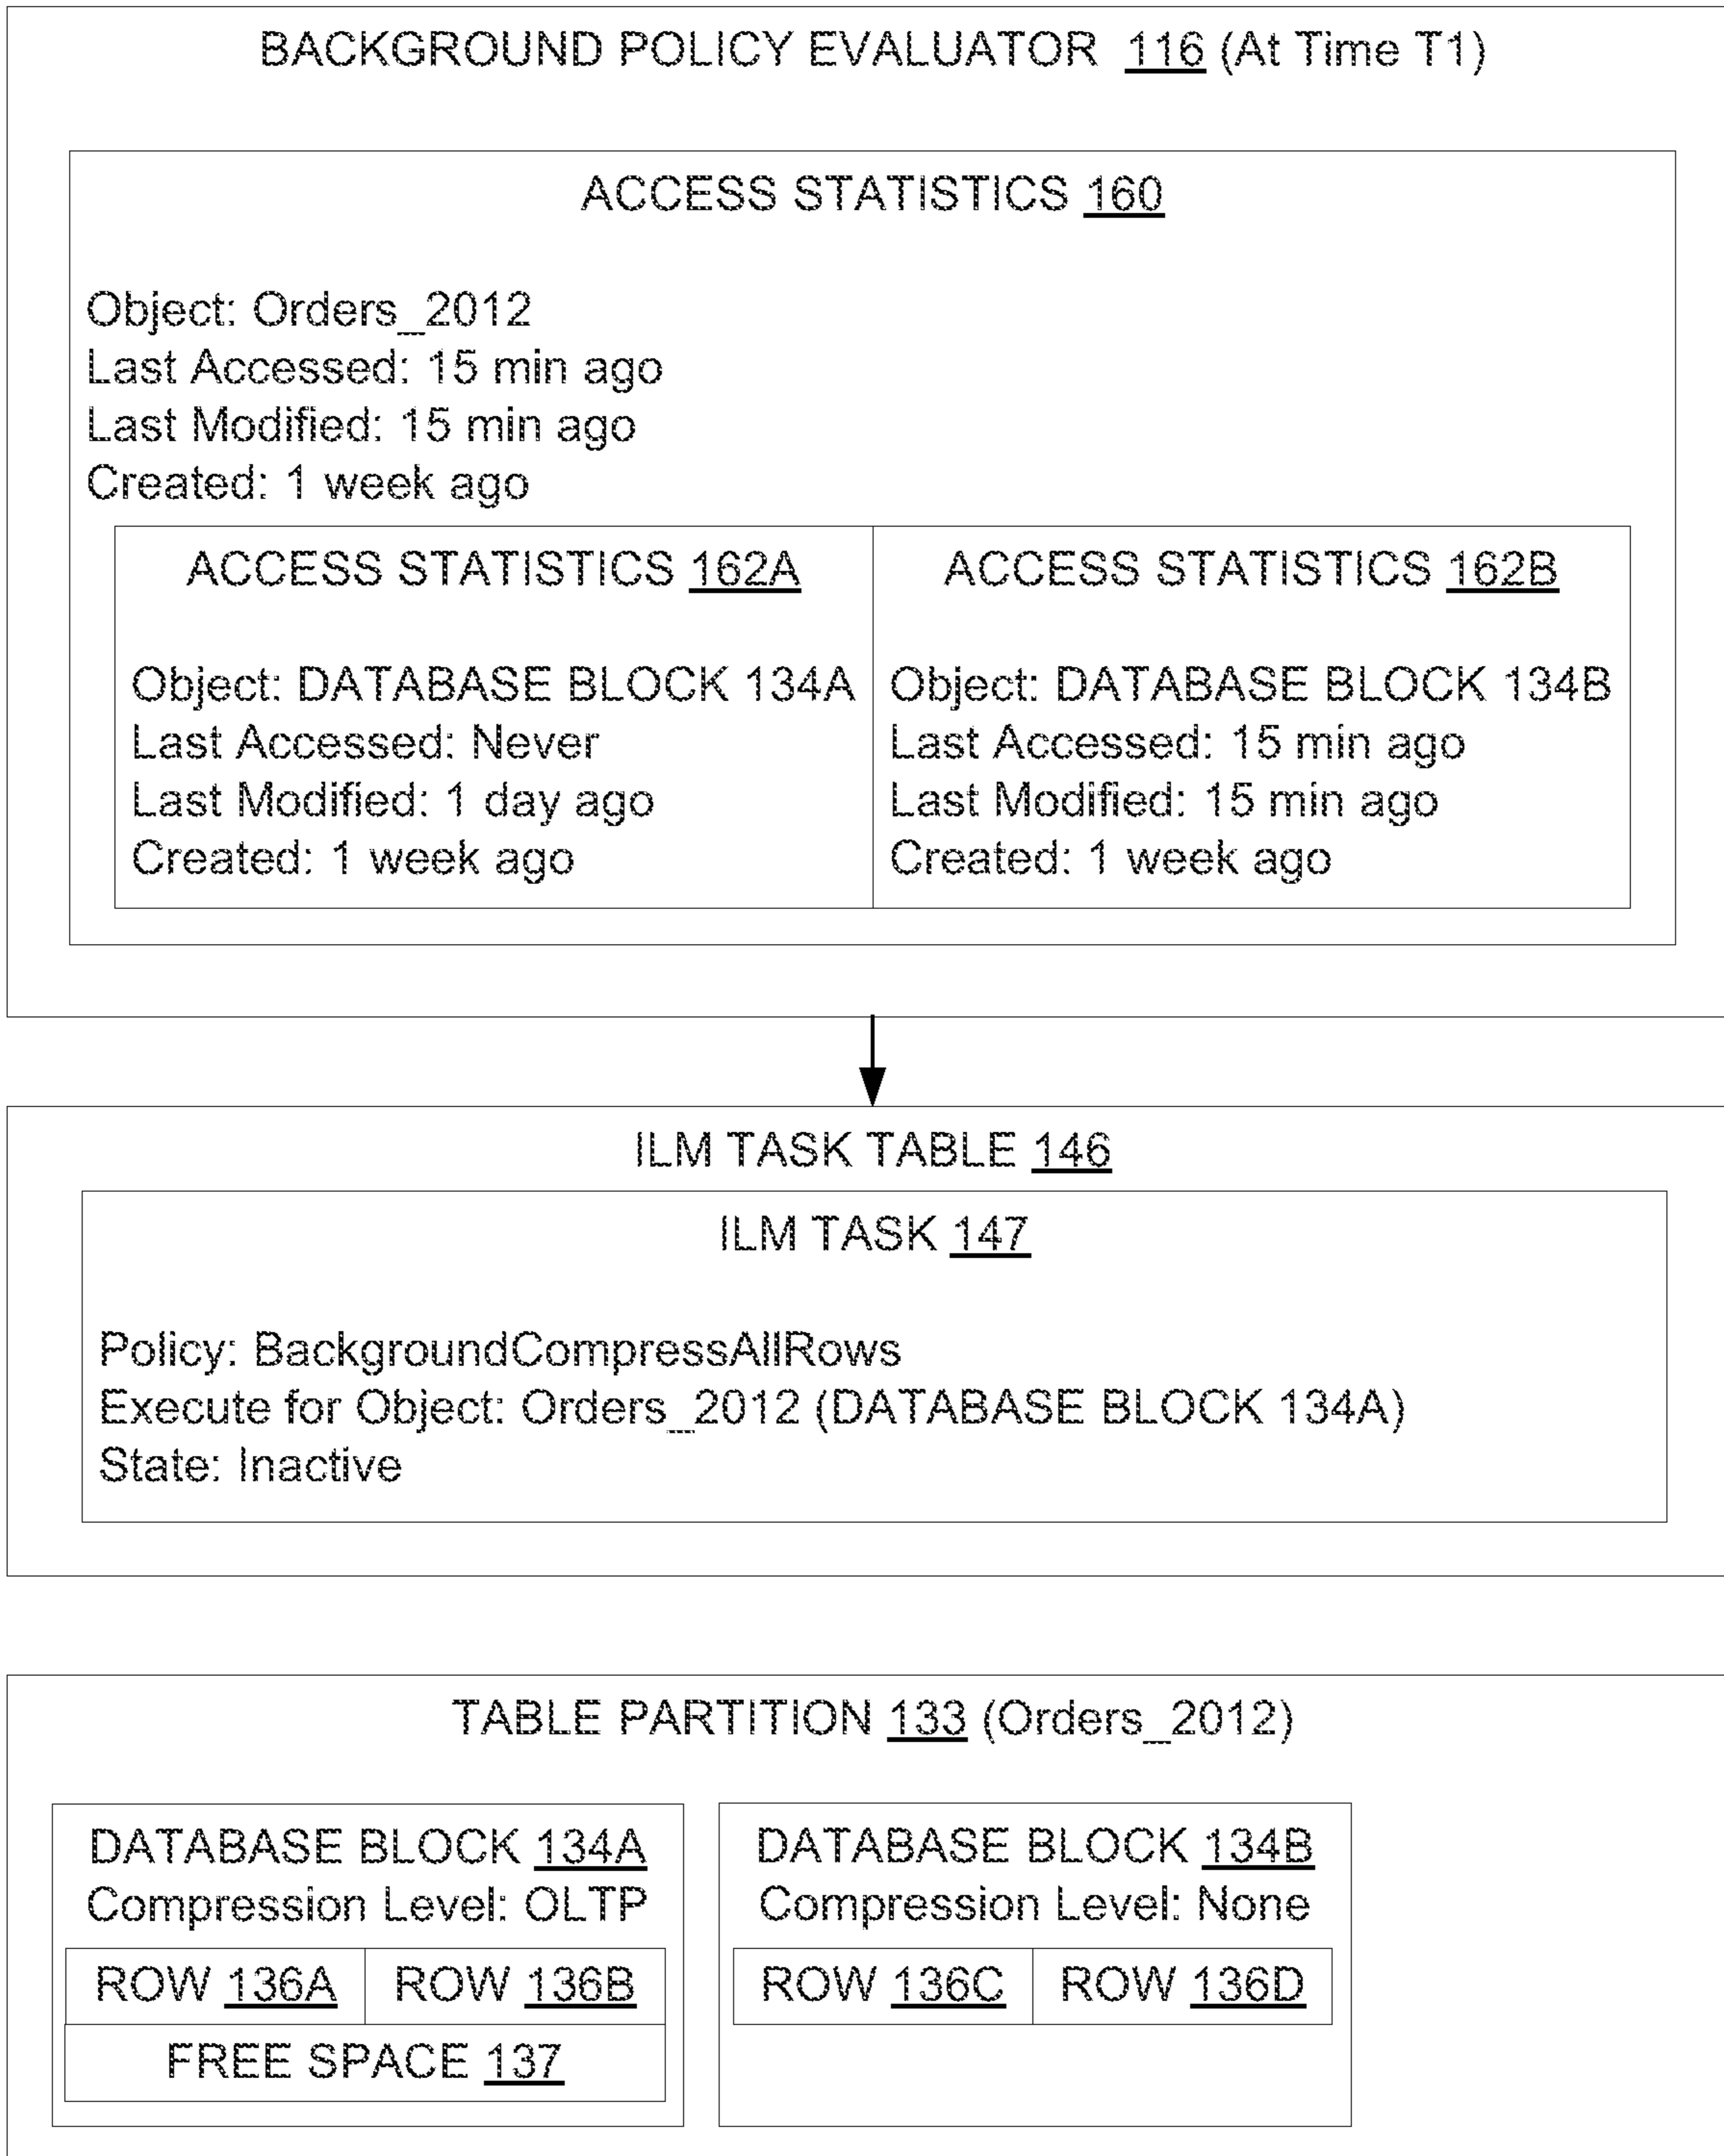 BACKGROUND POLICY EVALUATOR 116 (At Time T1)
ACCESS STATISTICS 160
Object: Orders_2012
Last Accessed: 15 min ago
Last Modified: 15 min ago
Created: 1 week ago
ACCESS STATISTICS 162A
Object: DATABASE BLOCK 134A
Last Accessed: Never
Last Modified: 1 day ago
Created: 1 week ago
ACCESS STATISTICS 162B
Object: DATABASE BLOCK 134B
Last Accessed: 15 min ago
Last Modified: 15 min ago
Created: 1 week ago
ILM TASK TABLE 146
ILM TASK 147
Policy: BackgroundCompressAllRows
Execute for Object: Orders_2012 (DATABASE BLOCK 134A)
State: Inactive
TABLE PARTITION 133 (Orders_2012)
DATABASE BLOCK 134A
Compression Level: OLTP
ROW 136A
ROW 136B
FREE SPACE 137
DATABASE BLOCK 134B
Compression Level: None
ROW 136C
ROW 136D